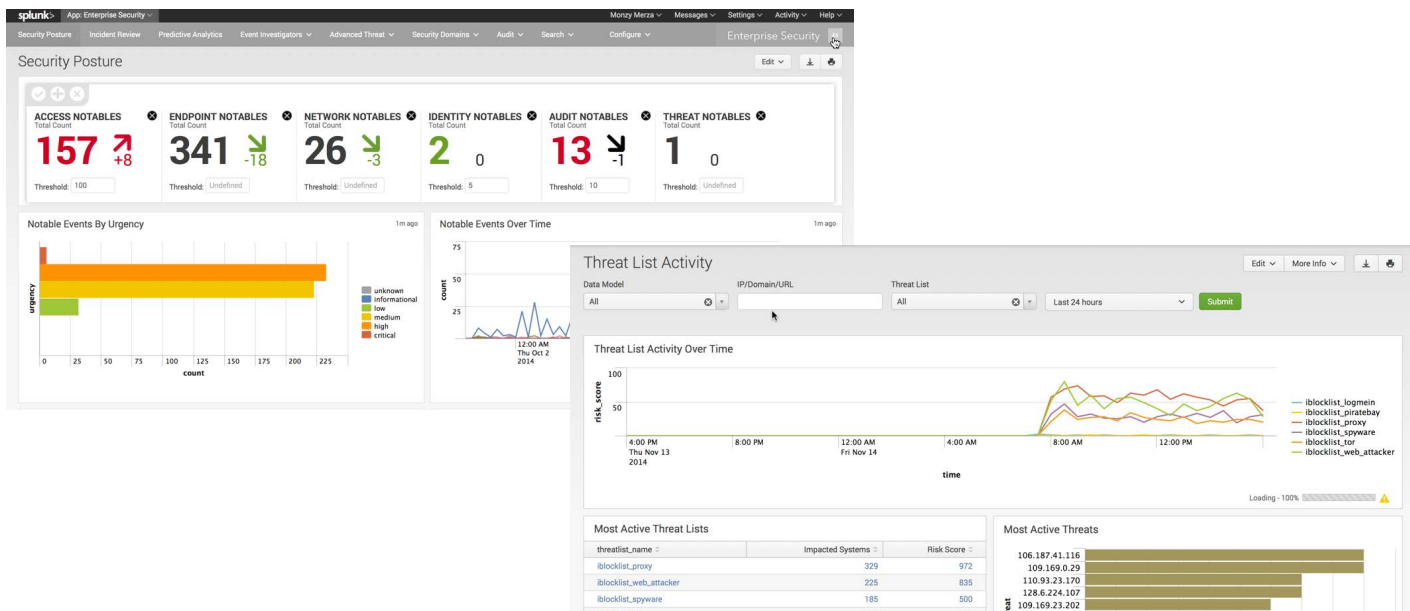 splunk> App: Enterprise Security Monzy Merza Messages Settings Activity Help
Security Posture Incident Review Predictive Analytics Event Investigators Advanced Threat Security Domains Audit Search Configure Enterprise Security
Security Posture Edit
ACCESS NOTABLES ENDPOINT NOTABLES NETWORK NOTABLES IDENTITY NOTABLES AUDIT NOTABLES THREAT NOTABLES
Total Count Total Count Total Count Total Count Total Count Total Count
157 +8 341 -18 26 -3 2 0 13 -1 1 0
Threshold: 100 Threshold: Undefined Threshold: Undefined Threshold: 5 Threshold: 10 Threshold: Undefined
Notable Events By Urgency 1m ago
urgency
unknown
informational
low
medium
high
critical
0 25 50 75 100 125 150 175 200 225
count
Notable Events Over Time 1m ago
75
50
25
count
12:00 AM
Thu Oct 2
2014
Threat List Activity Edit More Info
Data Model IP/Domain/URL Threat List
All All Last 24 hours Submit
Threat List Activity Over Time
100
50
risk_score
4:00 PM 8:00 PM 12:00 AM 4:00 AM 8:00 AM 12:00 PM
Thu Nov 13 Fri Nov 14
2014
time
iblocklist_logmein
iblocklist_piratebay
iblocklist_proxy
iblocklist_spyware
iblocklist_tor
iblocklist_web_attacker
Loading - 100%
Most Active Threat Lists
threatlist_name Impacted Systems Risk Score
iblocklist_proxy 329 972
iblocklist_web_attacker 225 835
iblocklist_spyware 185 500
Most Active Threats
106.187.41.116
109.169.0.29
110.93.23.170
128.6.224.107
109.169.23.202